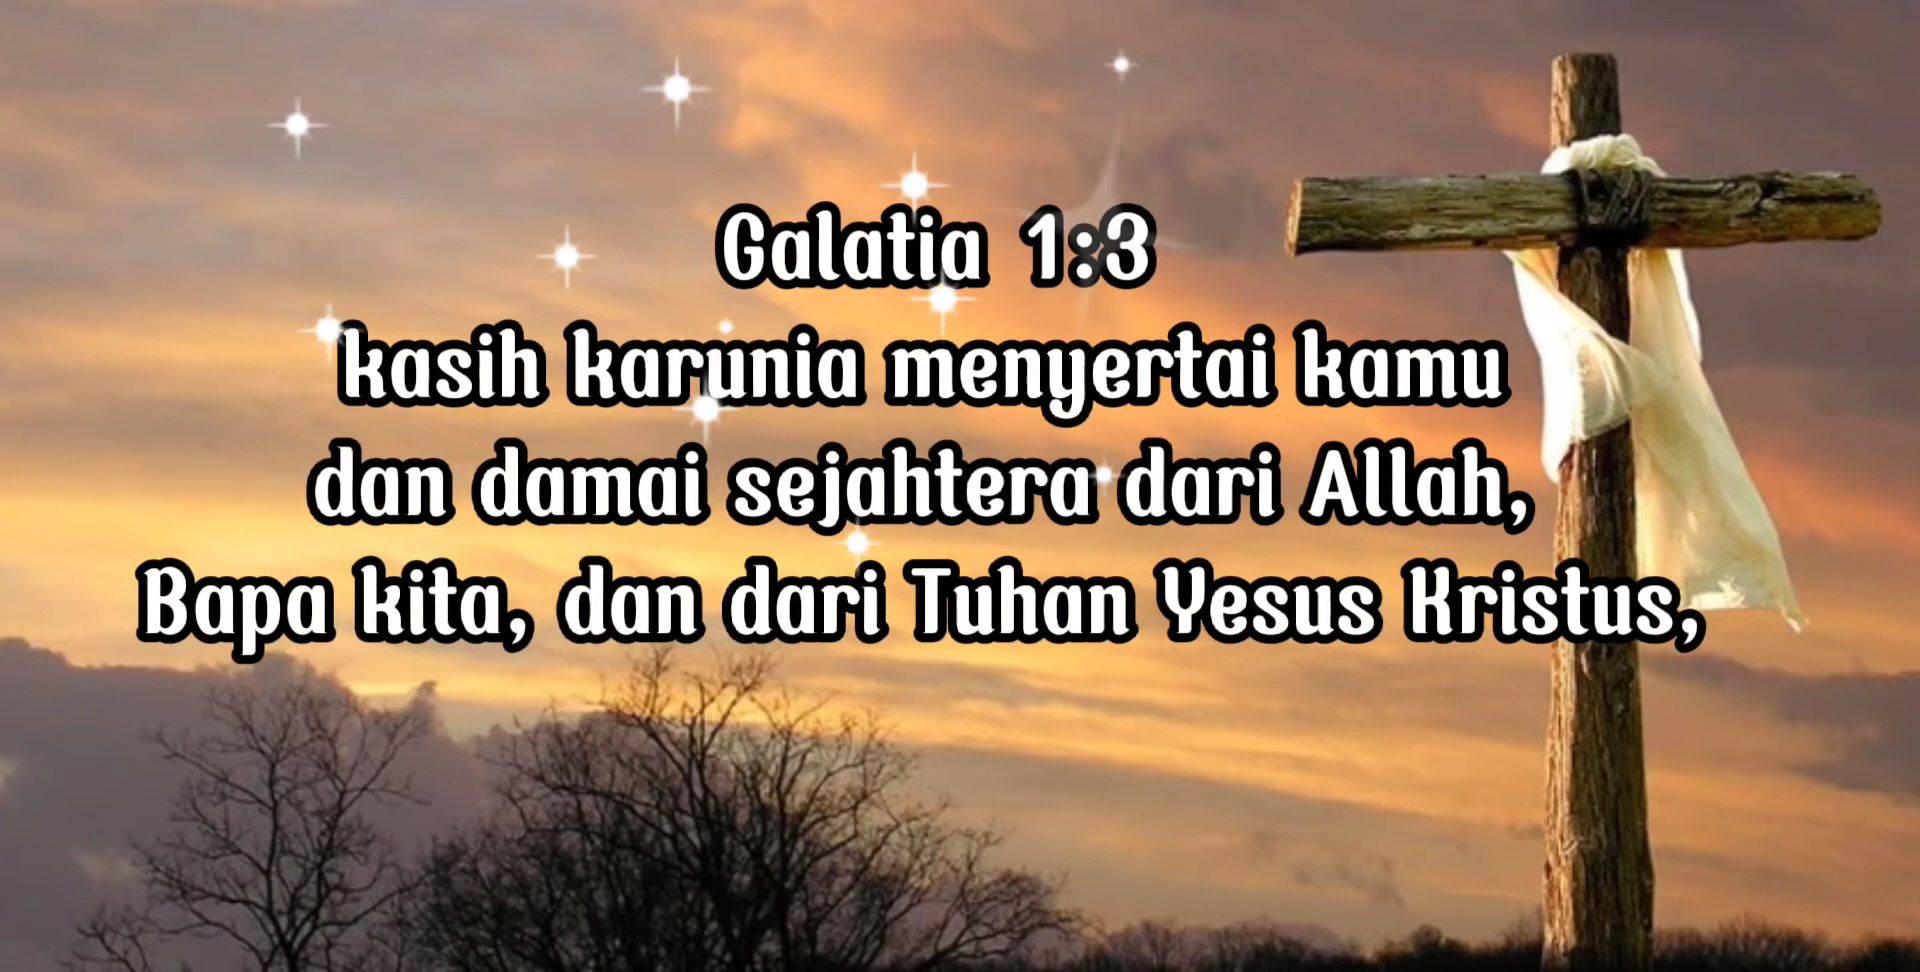 Galatia 1:3
kasih karunia menyertai kamu
dan damai sejahtera dari Allah,
Bapa kita, dan dari Tuhan Yesus Kristus,